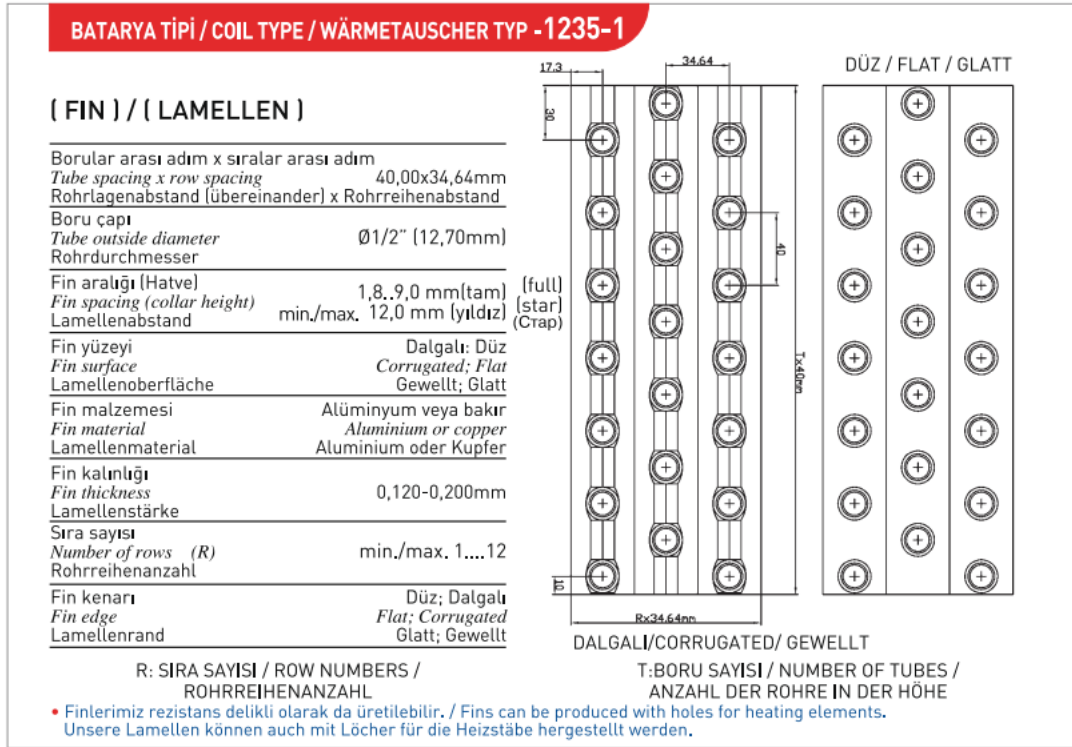 BATARYA TİPİ / COIL TYPE / WÄRMETAUSCHER TYP -1235-1
( FIN ) / ( LAMELLEN )
Borular arası adım x sıralar arası adım
Tube spacing x row spacing 40,00x34,64mm
Rohrlagenabstand (übereinander) x Rohrreihenabstand
Boru çapı
Tube outside diameter Ø1/2" (12,70mm)
Rohrdurchmesser
Fin aralığı (Hatve)
Fin spacing (collar height) 1,8..9,0 mm(tam) (full)
Lamellenabstand min./max. 12,0 mm (yıldız) (star)
(Стар)
Fin yüzeyi Dalgalı: Düz
Fin surface Corrugated; Flat
Lamellenoberfläche Gewellt; Glatt
Fin malzemesi Alüminyum veya bakır
Fin material Aluminium or copper
Lamellenmaterial Aluminium oder Kupfer
Fin kalınlığı
Fin thickness 0,120-0,200mm
Lamellenstärke
Sıra sayısı
Number of rows (R) min./max. 1....12
Rohrreihenanzahl
Fin kenarı Düz; Dalgalı
Fin edge Flat; Corrugated
Lamellenrand Glatt; Gewellt
R: SIRA SAYISI / ROW NUMBERS /
ROHRREIHENANZAHL
17.3
34.64
30
40
Tx40mm
10
Rx34.64mm
DÜZ / FLAT / GLATT
DALGALI/CORRUGATED/ GEWELLT
T:BORU SAYISI / NUMBER OF TUBES /
ANZAHL DER ROHRE IN DER HÖHE
• Finlerimiz rezistans delikli olarak da üretilebilir. / Fins can be produced with holes for heating elements.
Unsere Lamellen können auch mit Löcher für die Heizstäbe hergestellt werden.